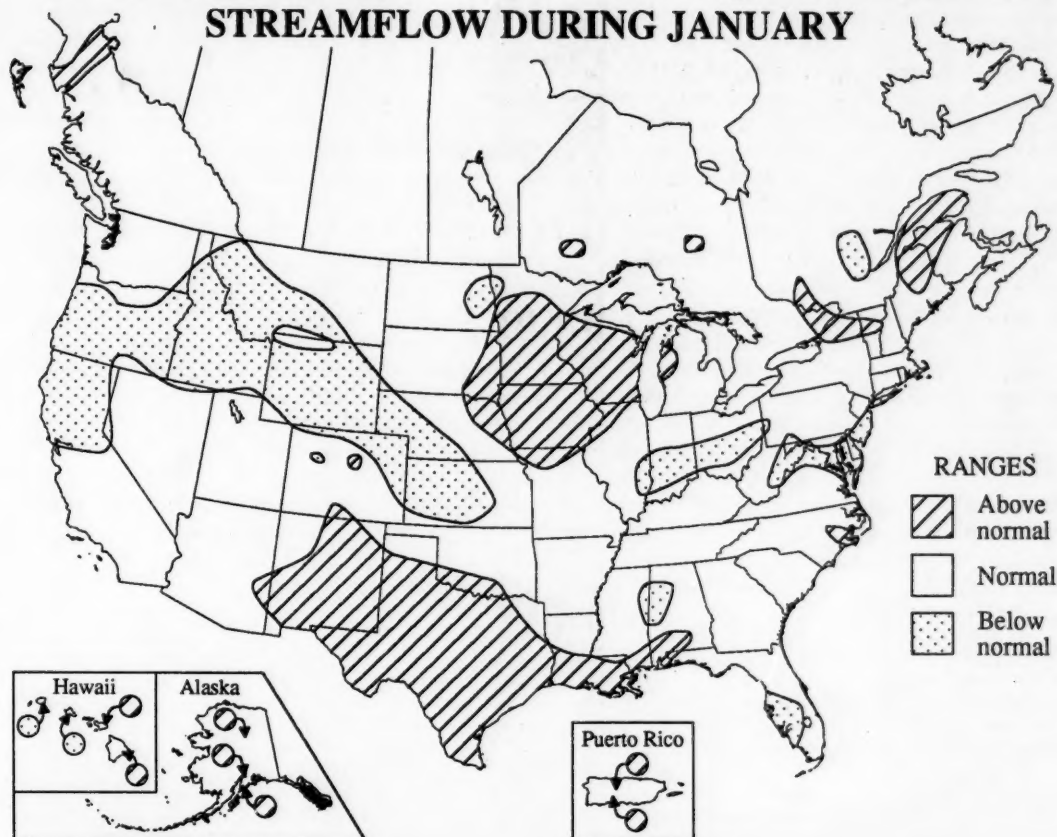 STREAMFLOW DURING JANUARY
RANGES
Above
normal
Normal
Below
normal
Hawaii
Alaska
Puerto Rico